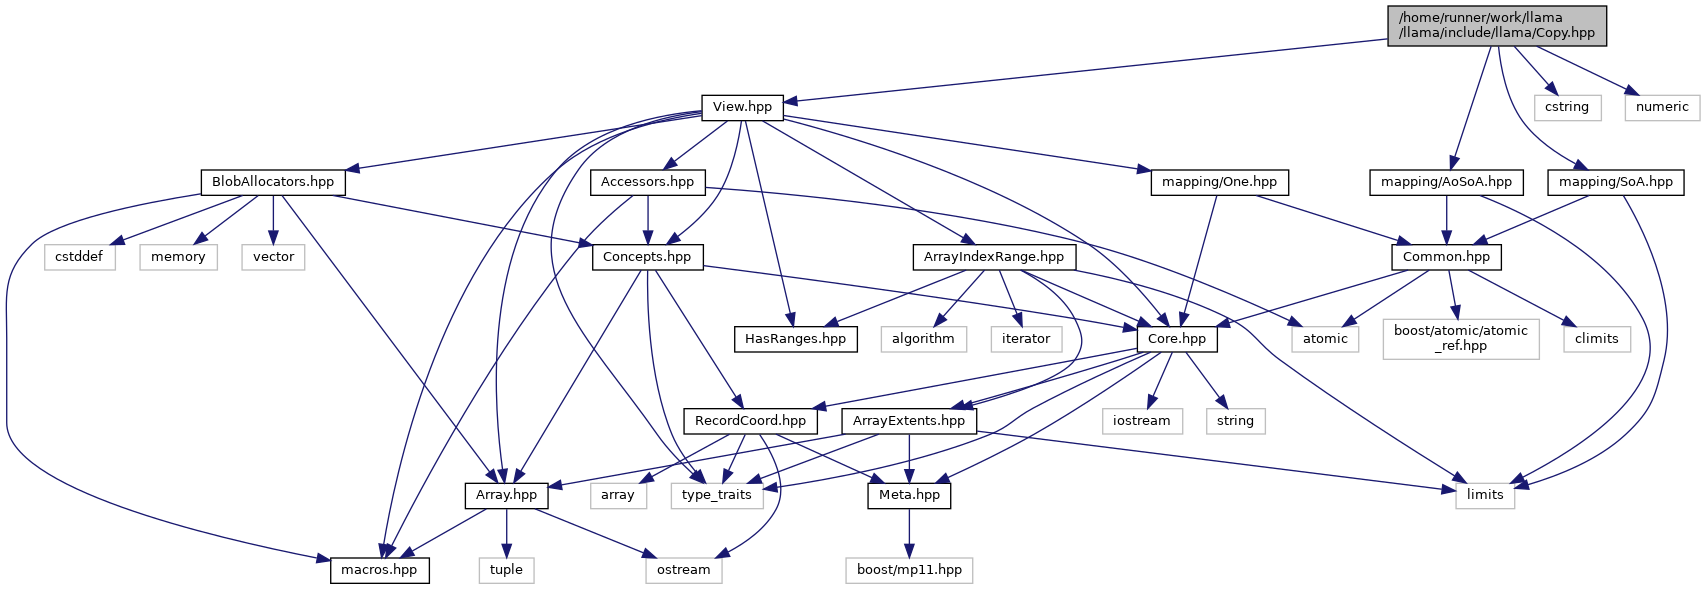 /home/runner/work/llama
/llama/include/llama/Copy.hpp
View.hpp
cstring
numeric
BlobAllocators.hpp
Accessors.hpp
mapping/One.hpp
mapping/AoSoA.hpp
mapping/SoA.hpp
cstddef
memory
vector
Concepts.hpp
ArrayIndexRange.hpp
Common.hpp
HasRanges.hpp
algorithm
iterator
Core.hpp
atomic
boost/atomic/atomic
_ref.hpp
climits
RecordCoord.hpp
ArrayExtents.hpp
iostream
string
Array.hpp
array
type_traits
Meta.hpp
limits
macros.hpp
tuple
ostream
boost/mp11.hpp